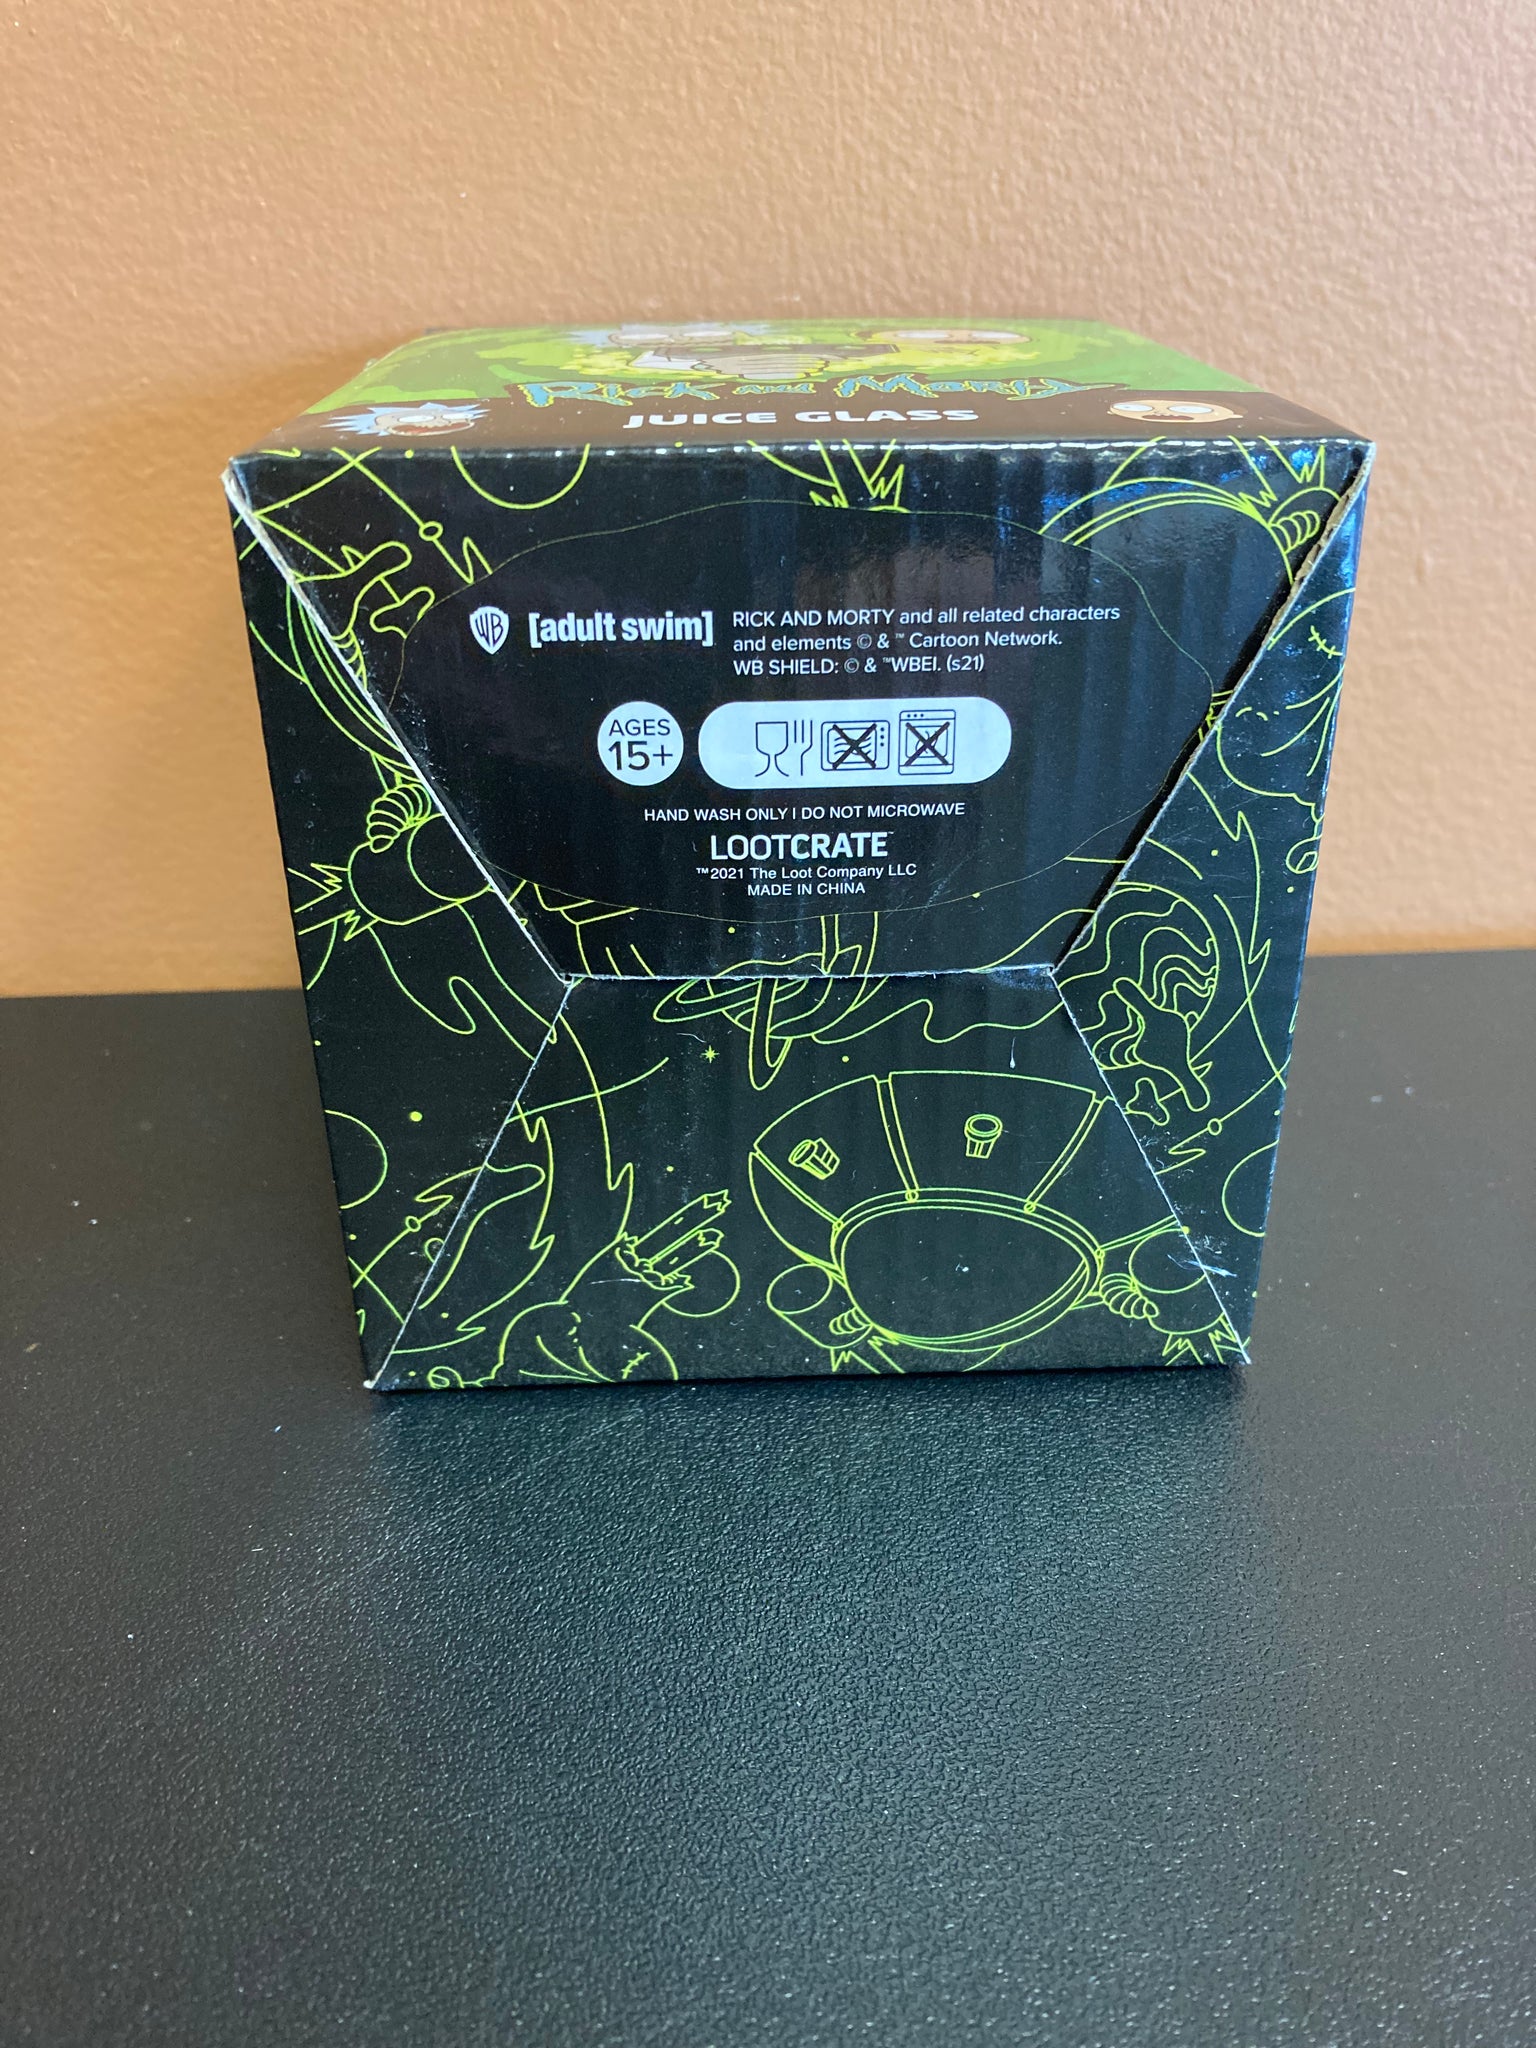 Rick and Morty
JUICE GLASS
WB [adult swim] RICK AND MORTY and all related characters
and elements © & ™ Cartoon Network.
WB SHIELD: © & ™WBEI. (s21)
AGES
15+
HAND WASH ONLY | DO NOT MICROWAVE
LOOTCRATE™
™2021 The Loot Company LLC
MADE IN CHINA